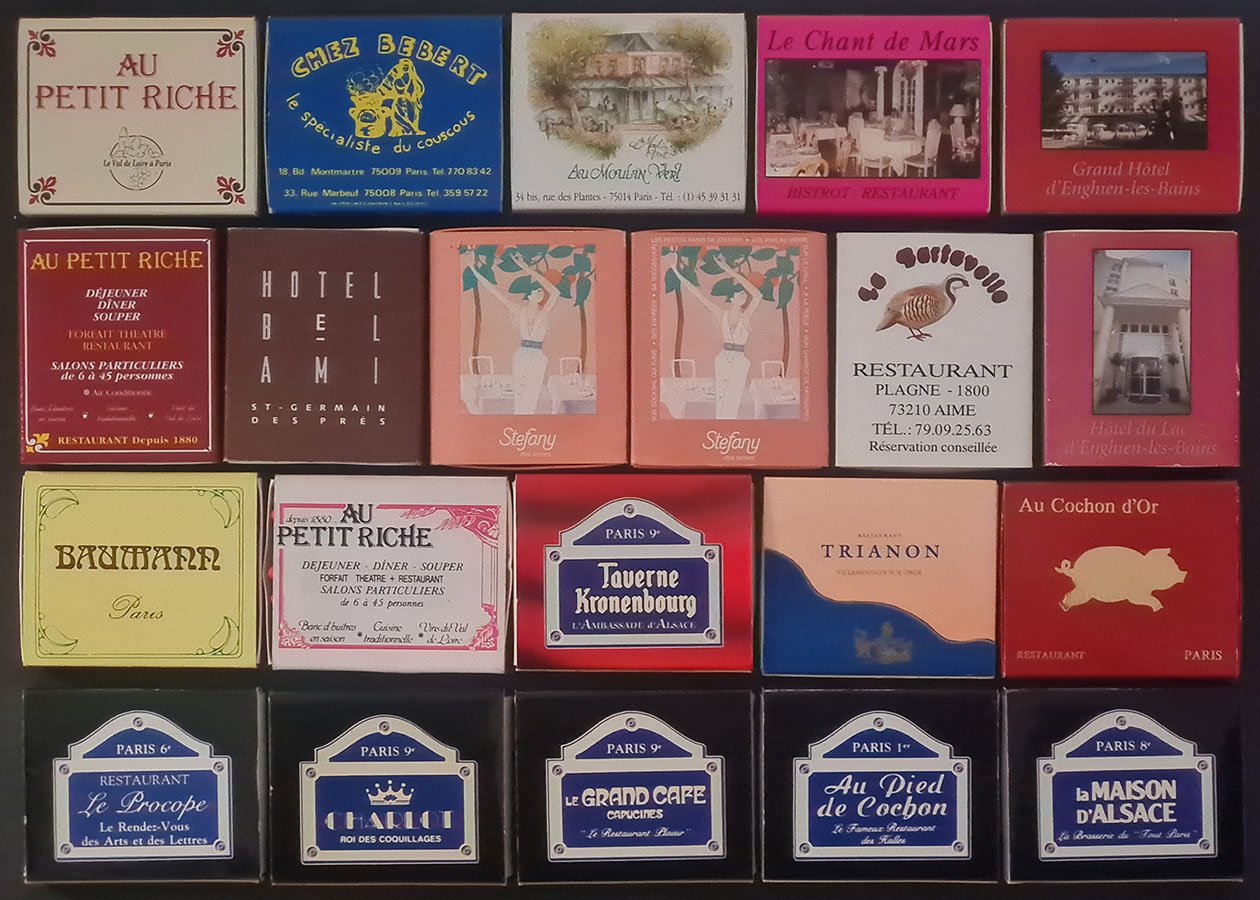 AU
PETIT RICHE
Le Val de Loire à Paris
CHEZ BEBERT
le spécialiste du couscous
18, Bd Montmartre 75009 Paris Tel 770 83 42
33, Rue Marbeuf 75008 Paris Tel 359 57 22
Au Moulin Vert
34 bis, rue des Plantes - 75014 Paris - Tél. : (1) 45 39 31 31
Le Chant de Mars
BISTROT - RESTAURANT
Grand Hôtel
d'Enghien-les-Bains
AU PETIT RICHE
DÉJEUNER
DÎNER
SOUPER
FORFAIT THEATRE
RESTAURANT
SALONS PARTICULIERS
de 6 à 45 personnes
* Air Conditionné
RESTAURANT Depuis 1880
HOTEL
BEL
AMI
ST-GERMAIN
DES PRÉS
Stefany
Stefany
La Bartavelle
RESTAURANT
PLAGNE - 1800
73210 AIME
TÉL.: 79.09.25.63
Réservation conseillée
Hôtel du Lac
d'Enghien-les-Bains
BAUMANN
Paris
depuis 1880...
AU
PETIT RICHE
DEJEUNER - DÎNER - SOUPER
FORFAIT THEATRE + RESTAURANT
SALONS PARTICULIERS
de 6 à 45 personnes
Banc d'huitres Cuisine Vins du Val
en saison * traditionnelle * de Loire
PARIS 9e
Taverne
Kronenbourg
L'AMBASSADE D'ALSACE
RESTAURANT
TRIANON
VILLEMOISSON SUR ORGE
Au Cochon d'Or
RESTAURANT PARIS
PARIS 6e
RESTAURANT
Le Procope
Le Rendez-Vous
des Arts et des Lettres
PARIS 9e
CHARLOT
ROI DES COQUILLAGES
PARIS 9e
LE GRAND CAFE
CAPUCINES
"Le Restaurant Plaisir"
PARIS 1er
Au Pied
de Cochon
Le Fameux Restaurant
des Halles
PARIS 8e
la MAISON
D'ALSACE
La Brasserie du "Tout Paris"